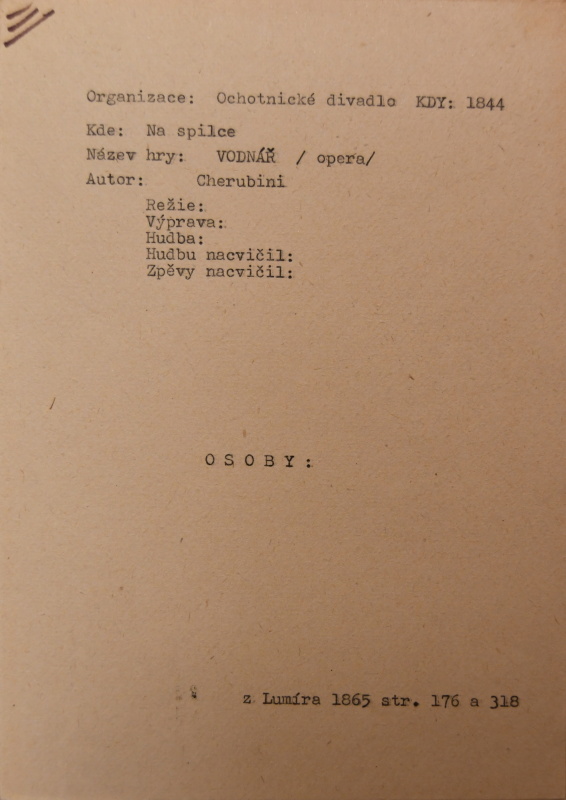 Organizace: Ochotnické divadlo KDY: 1844
Kde: Na spilce
Název hry: VODNÁŘ / opera/
Autor: Cherubini
Režie:
Výprava:
Hudba:
Hudbu nacvičil:
Zpěvy nacvičil:
O S O B Y :
z Lumíra 1865 str. 176 a 318